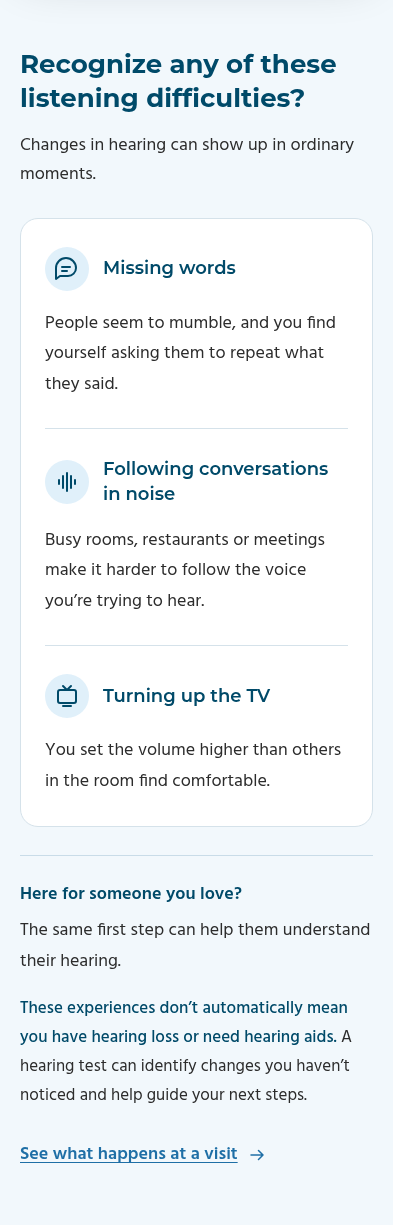 Recognize any of these
listening difficulties?
Changes in hearing can show up in ordinary
moments.
Missing words
People seem to mumble, and you find
yourself asking them to repeat what
they said.
Following conversations
in noise
Busy rooms, restaurants or meetings
make it harder to follow the voice
you’re trying to hear.
Turning up the TV
You set the volume higher than others
in the room find comfortable.
Here for someone you love?
The same first step can help them understand
their hearing.
These experiences don’t automatically mean
you have hearing loss or need hearing aids. A
hearing test can identify changes you haven’t
noticed and help guide your next steps.
See what happens at a visit →